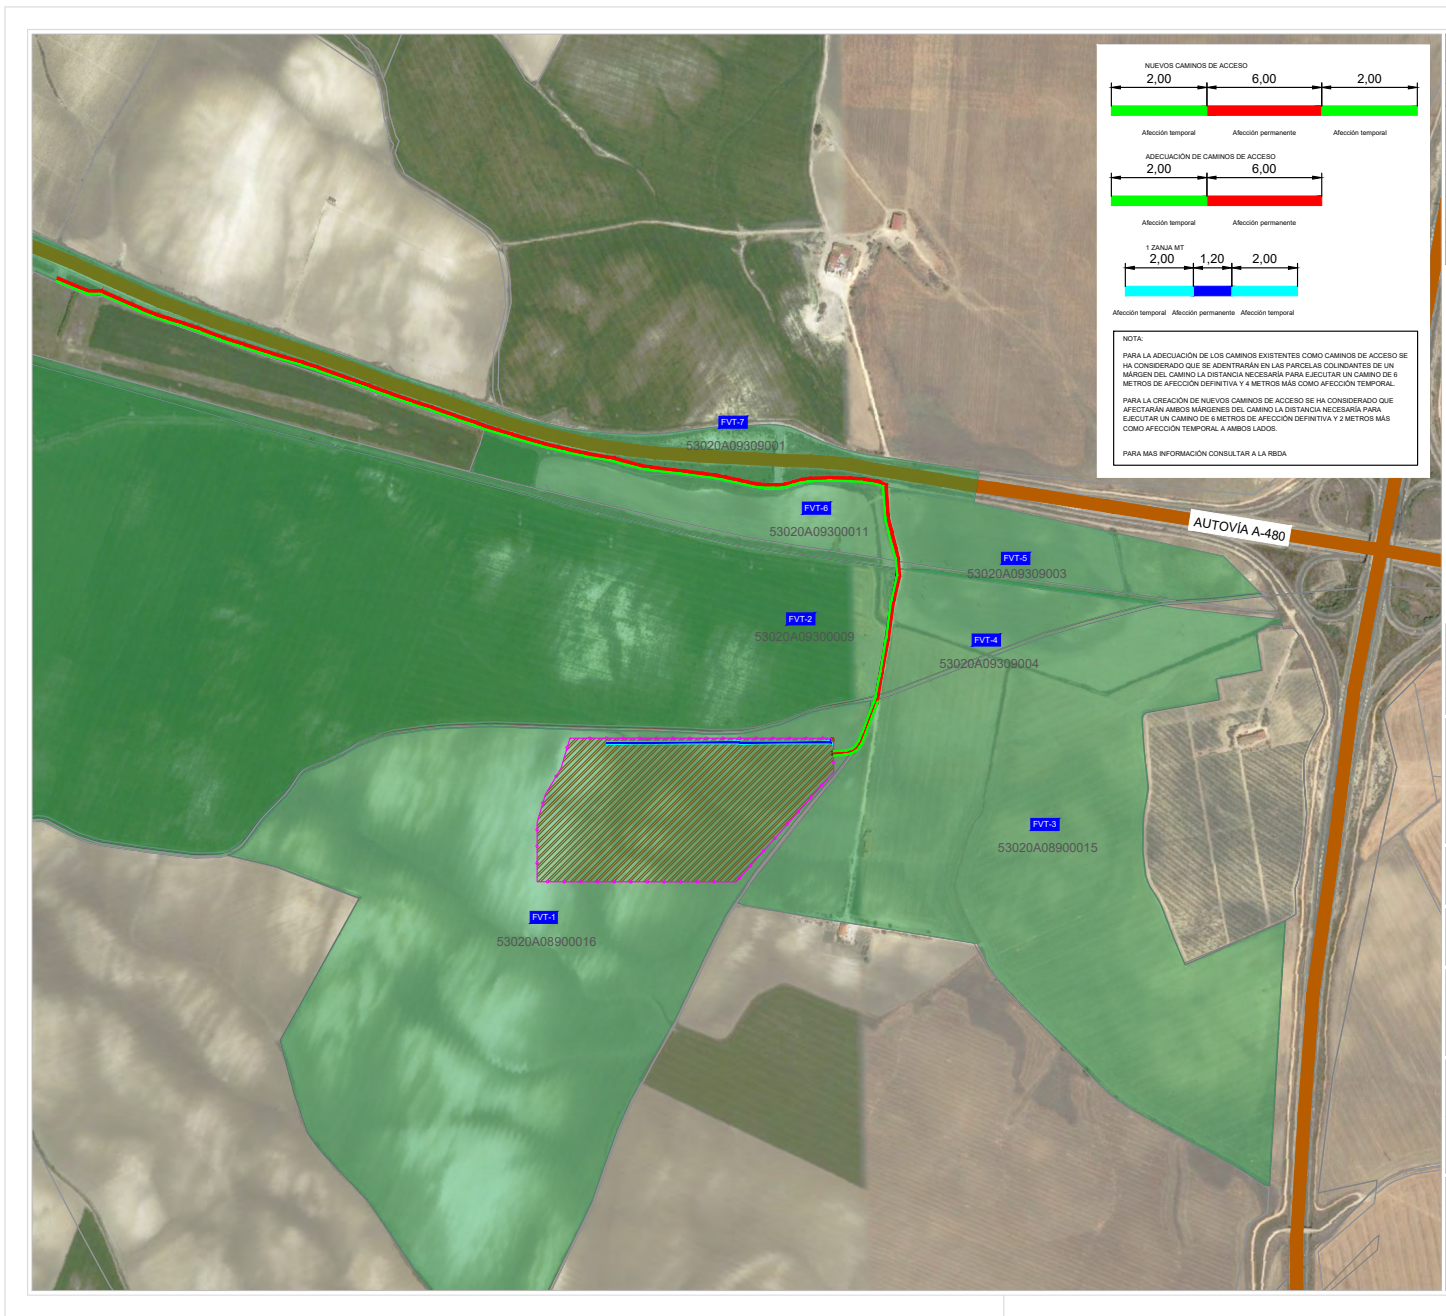 NUEVOS CAMINOS DE ACCESO
2,00 6,00 2,00
Afección temporal Afección permanente Afección temporal
ADECUACIÓN DE CAMINOS DE ACCESO
2,00 6,00
Afección temporal Afección permanente
1 ZANJA MT
2,00 1,20 2,00
Afección temporal Afección permanente Afección temporal
NOTA:
PARA LA ADECUACIÓN DE LOS CAMINOS EXISTENTES COMO CAMINOS DE ACCESO SE
HA CONSIDERADO QUE SE ADENTRARÁN EN LAS PARCELAS COLINDANTES DE UN
MÁRGEN DEL CAMINO LA DISTANCIA NECESARÍA PARA EJECUTAR UN CAMINO DE 6
METROS DE AFECCIÓN DEFINITIVA Y 4 METROS MÁS COMO AFECCIÓN TEMPORAL.
PARA LA CREACIÓN DE NUEVOS CAMINOS DE ACCESO SE HA CONSIDERADO QUE
AFECTARÁN AMBOS MÁRGENES DEL CAMINO LA DISTANCIA NECESARÍA PARA
EJECUTAR UN CAMINO DE 6 METROS DE AFECCIÓN DEFINITIVA Y 2 METROS MÁS
COMO AFECCIÓN TEMPORAL A AMBOS LADOS.
PARA MAS INFORMACIÓN CONSULTAR A LA RBDA
FVT-7
53020A09309001
FVT-6
53020A09300011
AUTOVÍA A-480
FVT-5
53020A09309003
FVT-2
53020A09300009
FVT-4
53020A09309004
FVT-3
53020A08900015
FVT-1
53020A08900016